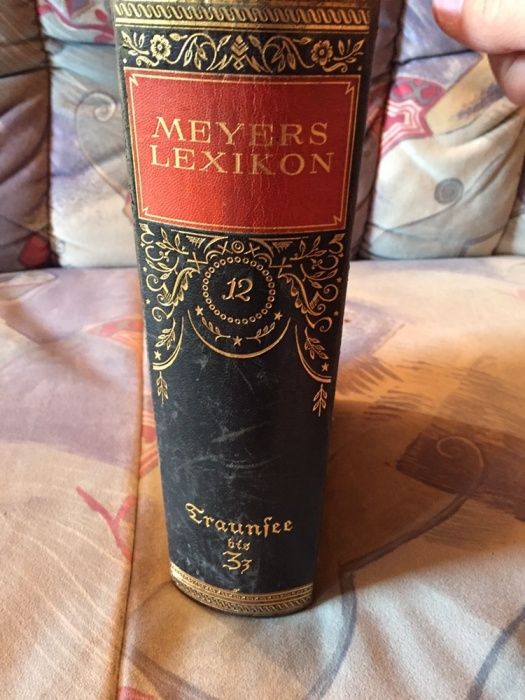 MEYERS
LEXIKON
12
Traunsee
bis
Zz